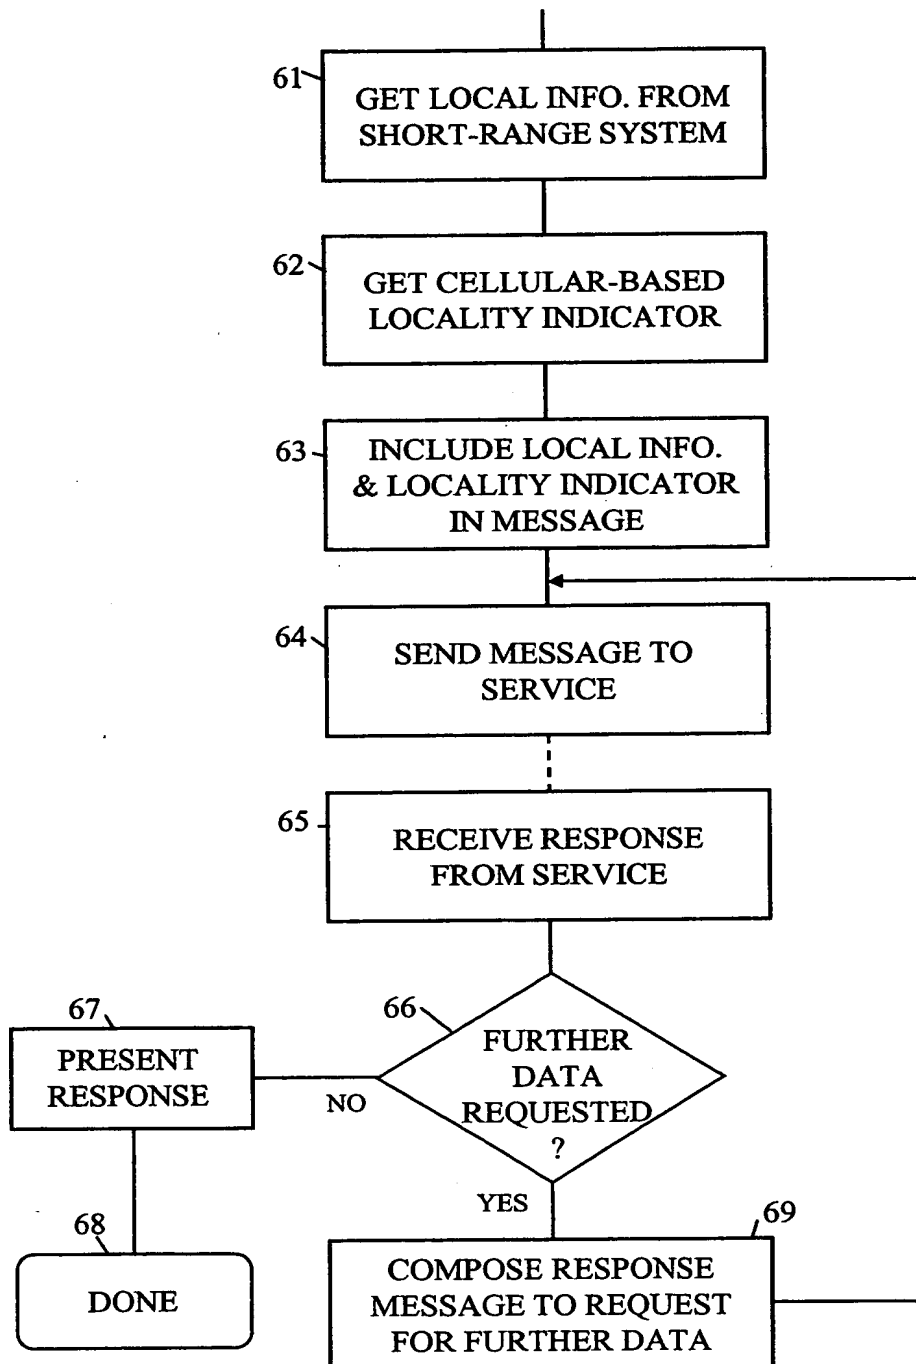 61
GET LOCAL INFO. FROM
SHORT-RANGE SYSTEM
62
GET CELLULAR-BASED
LOCALITY INDICATOR
63
INCLUDE LOCAL INFO.
& LOCALITY INDICATOR
IN MESSAGE
64
SEND MESSAGE TO
SERVICE
65
RECEIVE RESPONSE
FROM SERVICE
66
FURTHER
DATA
REQUESTED
?
NO
67
PRESENT
RESPONSE
68
DONE
YES
69
COMPOSE RESPONSE
MESSAGE TO REQUEST
FOR FURTHER DATA